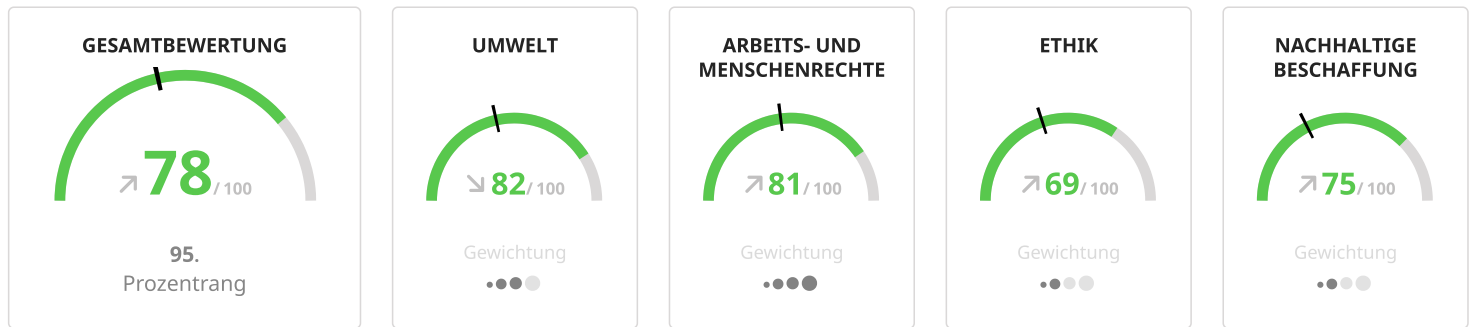 GESAMTBEWERTUNG
78 / 100
95.
Prozentrang
UMWELT
82 / 100
Gewichtung
ARBEITS- UND
MENSCHENRECHTE
81 / 100
Gewichtung
ETHIK
69 / 100
Gewichtung
NACHHALTIGE
BESCHAFFUNG
75 / 100
Gewichtung